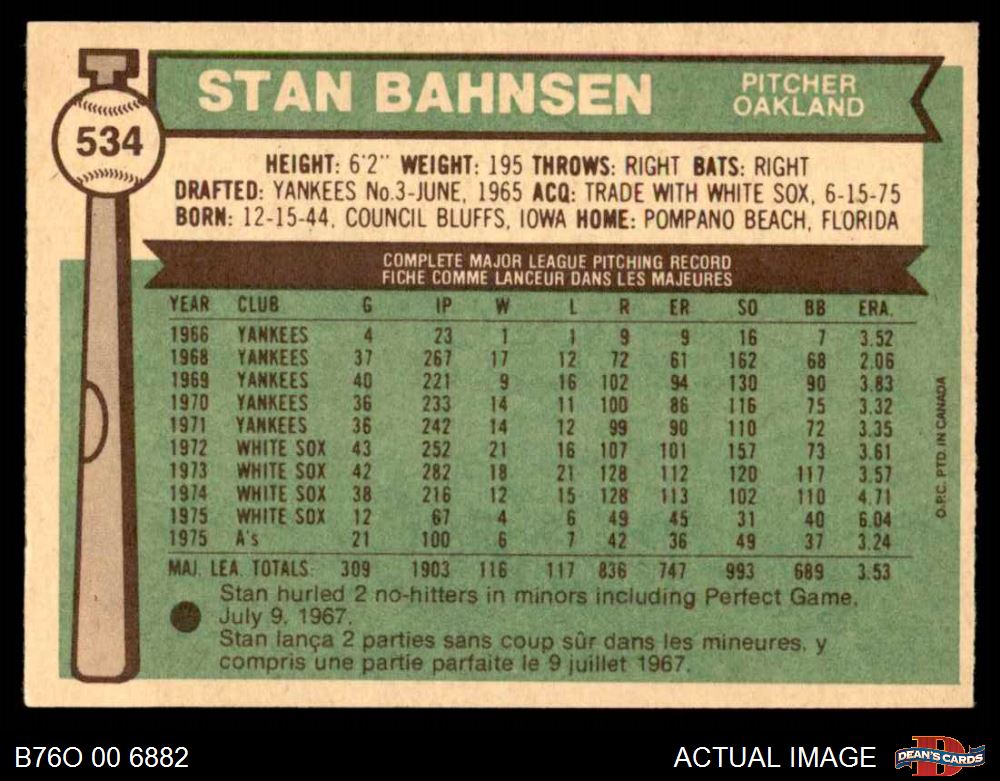 STAN BAHNSEN
PITCHER
OAKLAND
534
HEIGHT: 6'2" WEIGHT: 195 THROWS: RIGHT BATS: RIGHT
DRAFTED: YANKEES No.3-JUNE, 1965 ACQ: TRADE WITH WHITE SOX, 6-15-75
BORN: 12-15-44, COUNCIL BLUFFS, IOWA HOME: POMPANO BEACH, FLORIDA
COMPLETE MAJOR LEAGUE PITCHING RECORD
FICHE COMME LANCEUR DANS LES MAJEURES
YEAR CLUB G IP W L R ER SO BB ERA.
1966 YANKEES 4 23 1 1 9 9 16 7 3.52
1968 YANKEES 37 267 17 12 72 61 162 68 2.06
1969 YANKEES 40 221 9 16 102 94 130 90 3.83
1970 YANKEES 36 233 14 11 100 86 116 75 3.32
1971 YANKEES 36 242 14 12 99 90 110 72 3.35
1972 WHITE SOX 43 252 21 16 107 101 157 73 3.61
1973 WHITE SOX 42 282 18 21 128 112 120 117 3.57
1974 WHITE SOX 38 216 12 15 128 113 102 110 4.71
1975 WHITE SOX 12 67 4 6 49 45 31 40 6.04
1975 A's 21 100 6 7 42 36 49 37 3.24
MAJ. LEA. TOTALS: 309 1903 116 117 836 747 993 689 3.53
Stan hurled 2 no-hitters in minors including Perfect Game,
July 9, 1967.
Stan lança 2 parties sans coup sûr dans les mineures, y
compris une partie parfaite le 9 juillet 1967.
O.P.C. PTD. IN CANADA
B76O 00 6882
ACTUAL IMAGE
DEAN'S CARDS